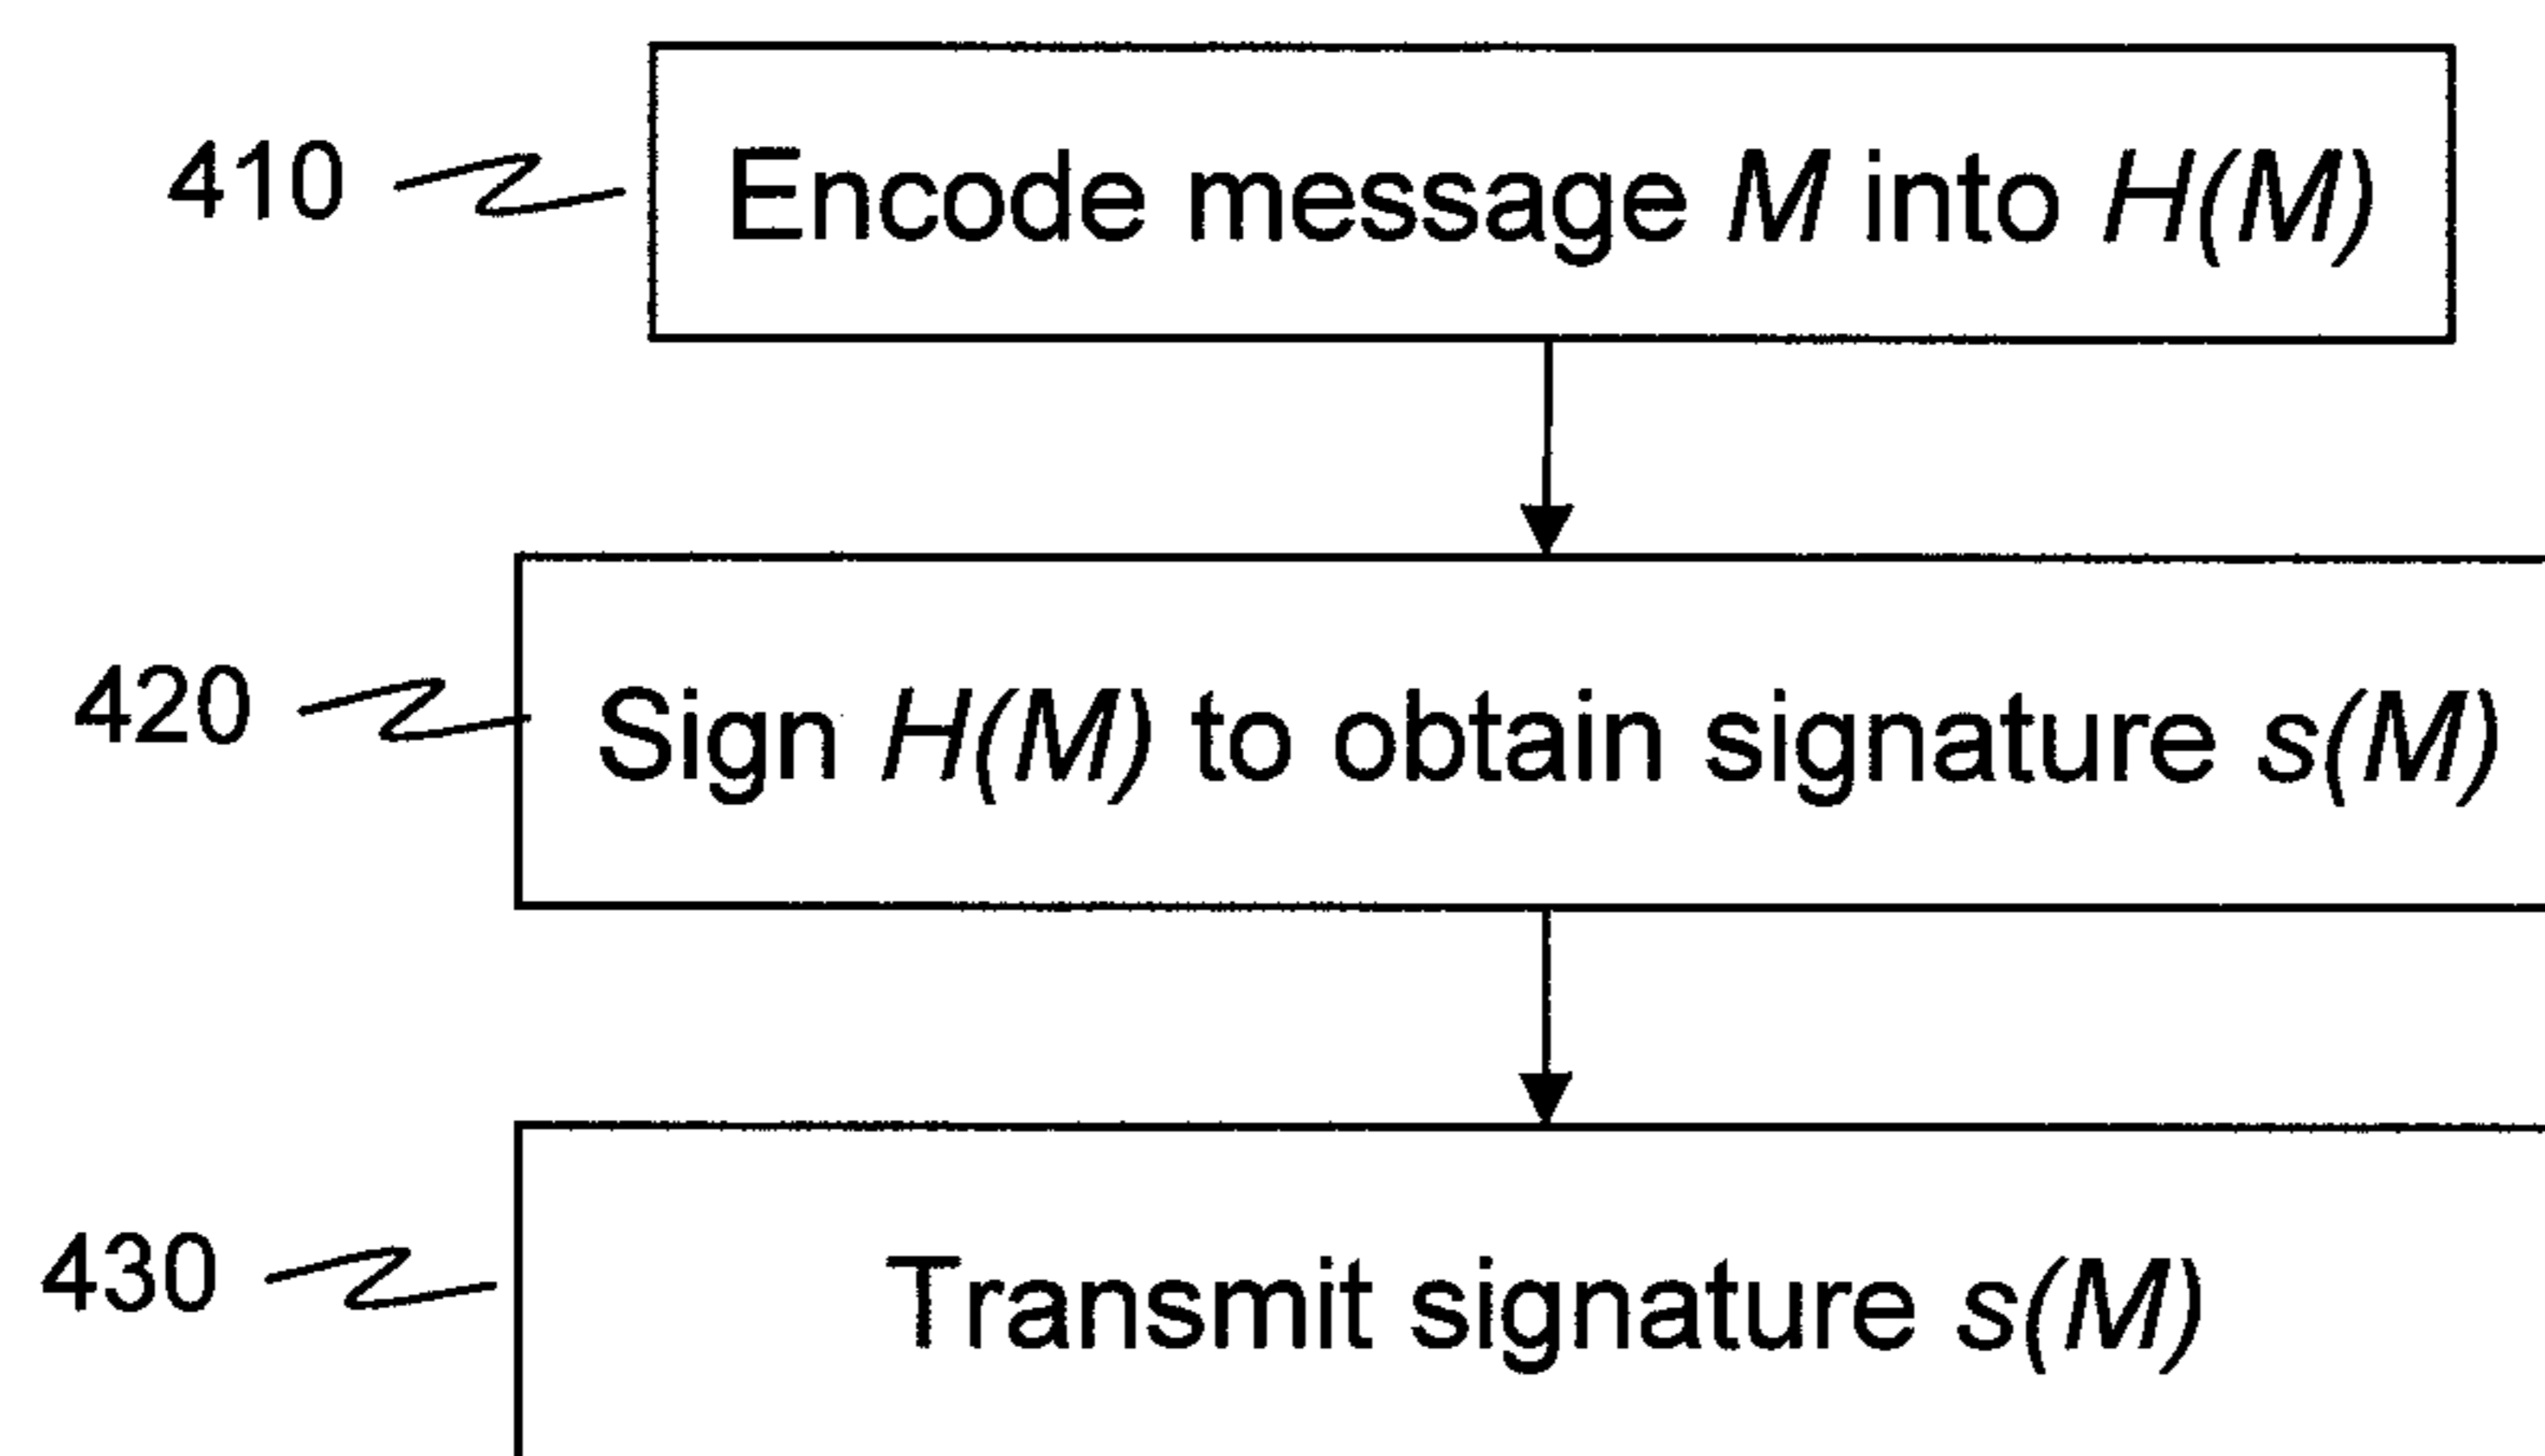 410 Encode message M into H(M)
420 Sign H(M) to obtain signature s(M)
430 Transmit signature s(M)